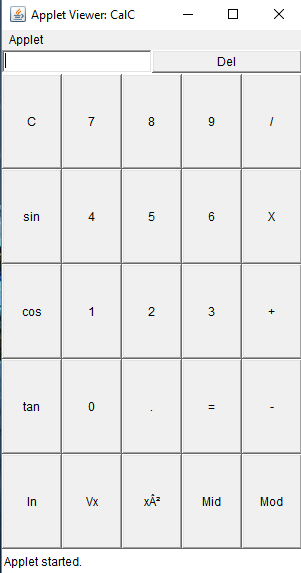 Applet Viewer: CalC
Applet
Del
C 7 8 9 /
sin 4 5 6 X
cos 1 2 3 +
tan 0 . = -
ln Vx xÂ² Mid Mod
Applet started.